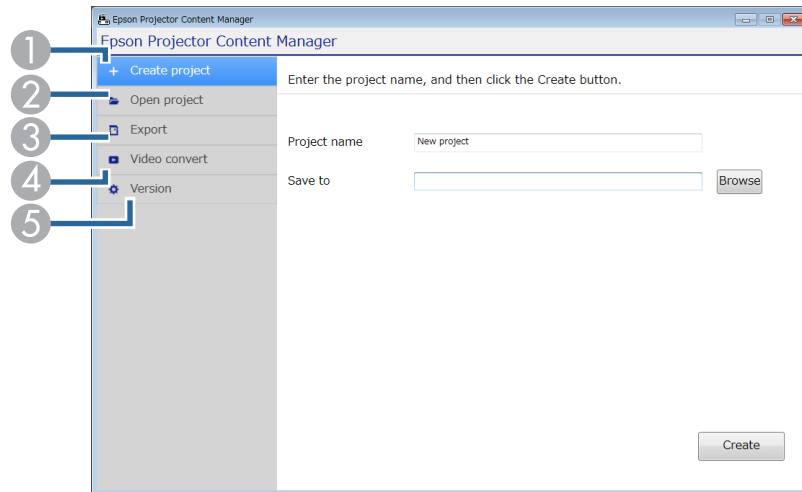 Epson Projector Content Manager
Epson Projector Content Manager
1
+ Create project
Enter the project name, and then click the Create button.
2
Open project
3
Export
Project name
New project
4
Video convert
Save to
Browse
5
Version
Create